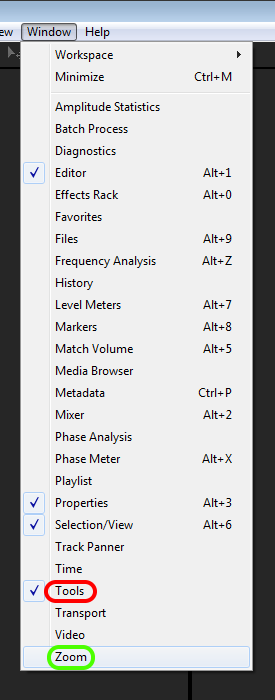 ew Window Help
Workspace
Minimize Ctrl+M
Amplitude Statistics
Batch Process
Diagnostics
Editor Alt+1
Effects Rack Alt+0
Favorites
Files Alt+9
Frequency Analysis Alt+Z
History
Level Meters Alt+7
Markers Alt+8
Match Volume Alt+5
Media Browser
Metadata Ctrl+P
Mixer Alt+2
Phase Analysis
Phase Meter Alt+X
Playlist
Properties Alt+3
Selection/View Alt+6
Track Panner
Time
Tools
Transport
Video
Zoom